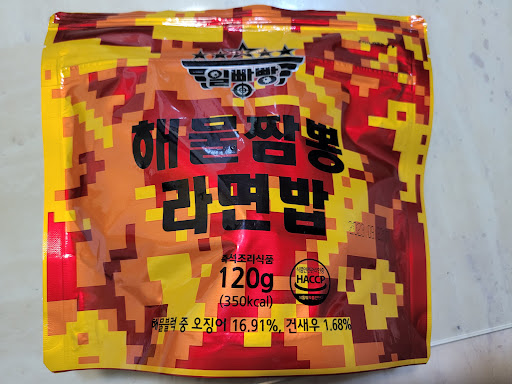 일빵빵
해물짬뽕
라면밥
즉석조리식품
120g
(350kcal)
HACCP
해물블럭 중 오징어 16.91%, 건새우 1.68%